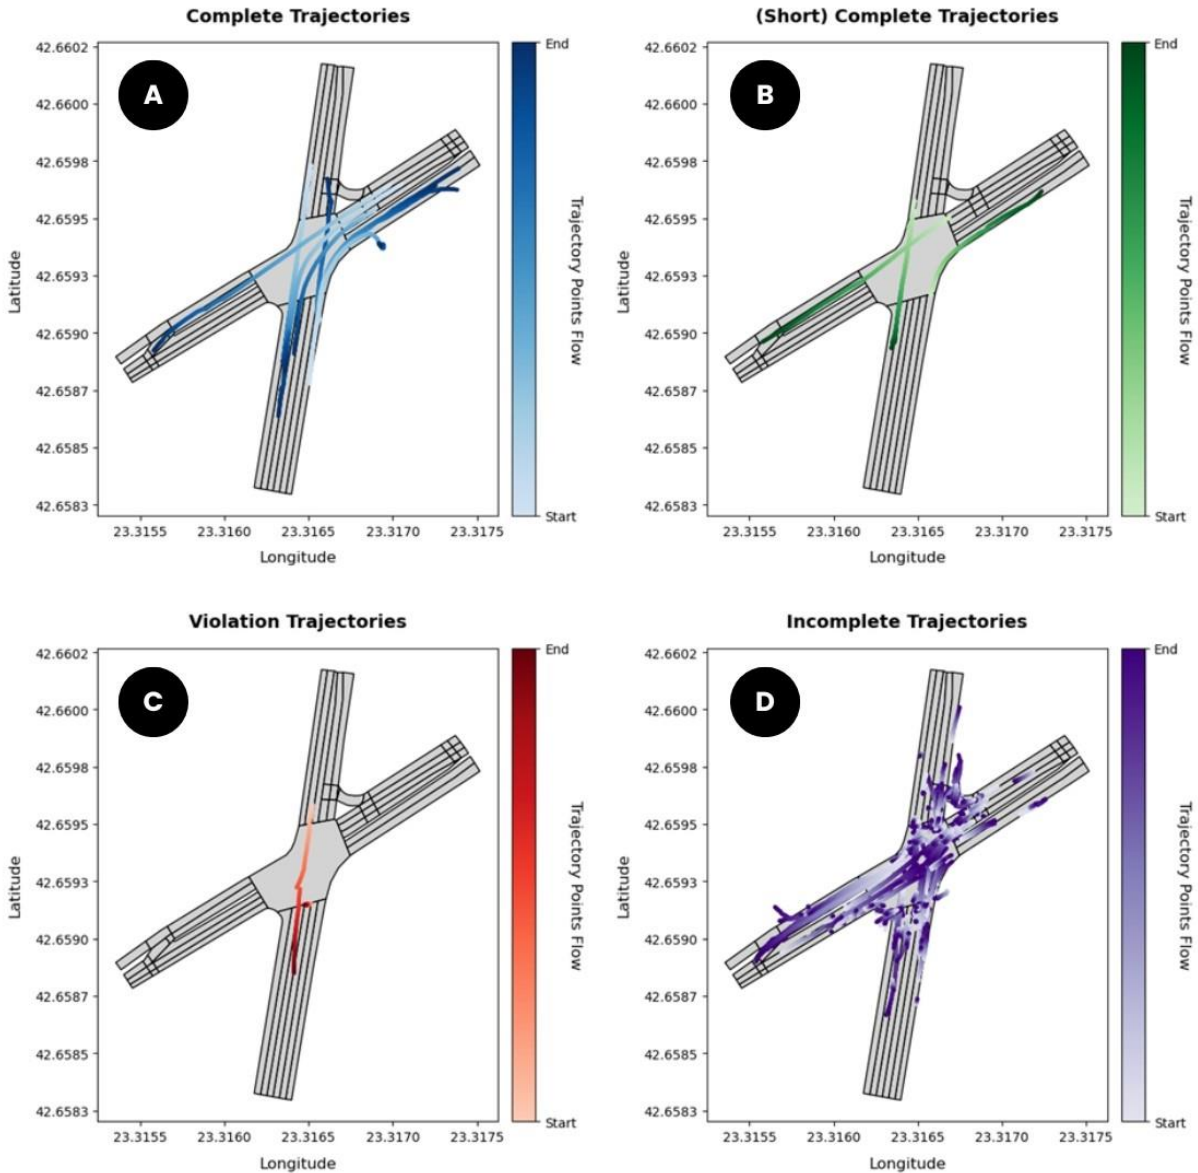 Complete Trajectories
A
42.6602
42.6600
42.6598
42.6595
42.6593
42.6590
42.6587
42.6585
42.6583
Latitude
23.3155
23.3160
23.3165
23.3170
23.3175
Longitude
End
Start
Trajectory Points Flow
(Short) Complete Trajectories
B
42.6602
42.6600
42.6598
42.6595
42.6593
42.6590
42.6587
42.6585
42.6583
Latitude
23.3155
23.3160
23.3165
23.3170
23.3175
Longitude
End
Start
Trajectory Points Flow
Violation Trajectories
C
42.6602
42.6600
42.6598
42.6595
42.6593
42.6590
42.6587
42.6585
42.6583
Latitude
23.3155
23.3160
23.3165
23.3170
23.3175
Longitude
End
Start
Trajectory Points Flow
Incomplete Trajectories
D
42.6602
42.6600
42.6598
42.6595
42.6593
42.6590
42.6587
42.6585
42.6583
Latitude
23.3155
23.3160
23.3165
23.3170
23.3175
Longitude
End
Start
Trajectory Points Flow